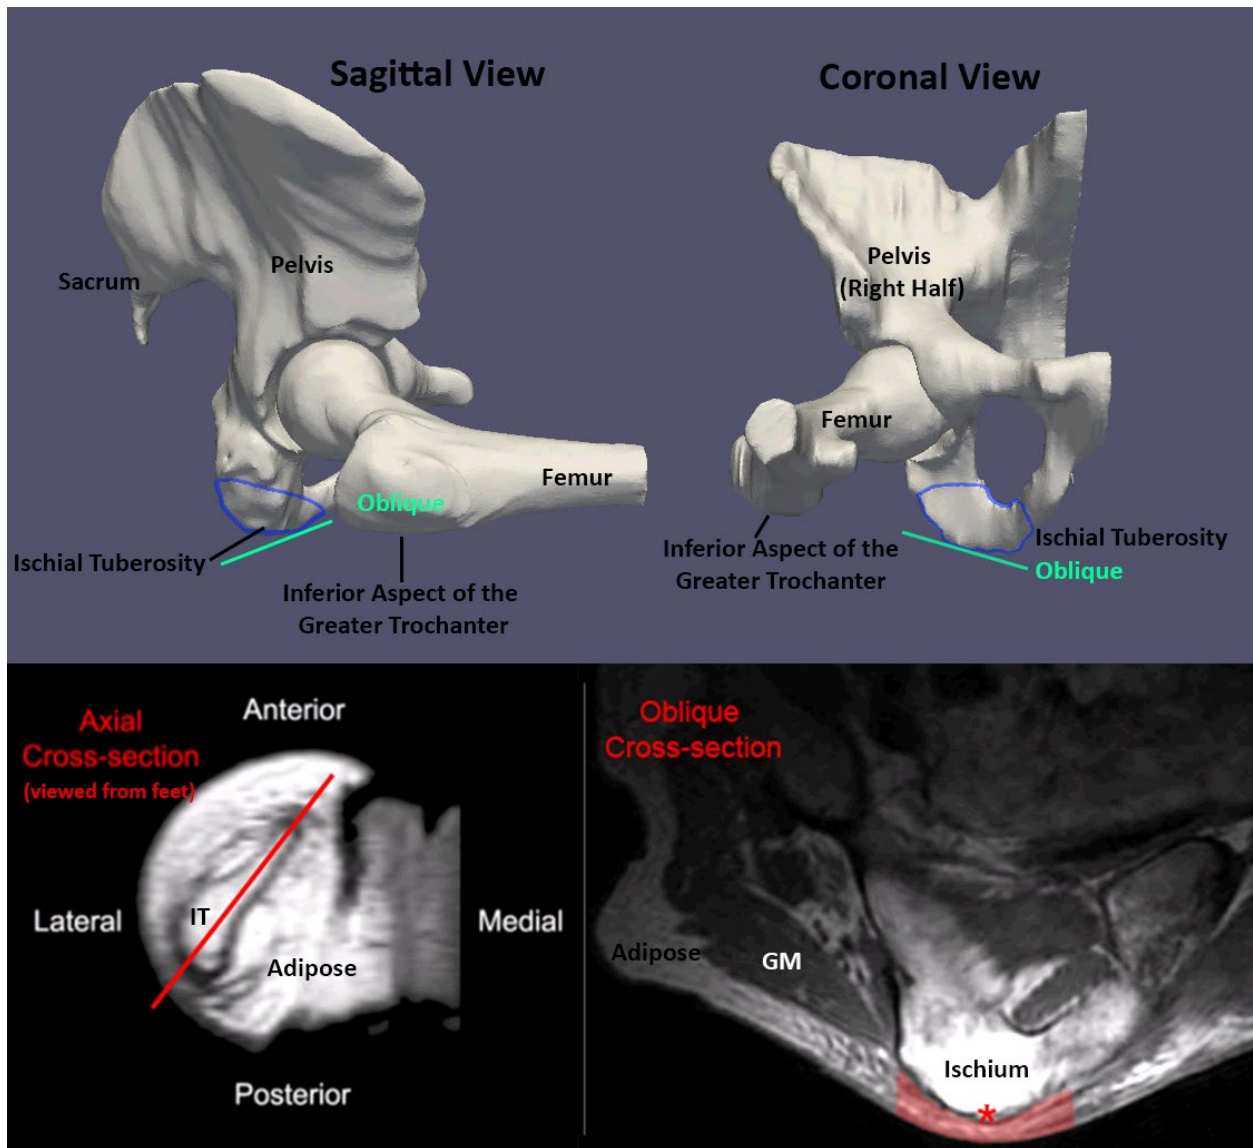 Sagittal View
Coronal View
Sacrum
Pelvis
Pelvis
(Right Half)
Femur
Femur
Oblique
Ischial Tuberosity
Inferior Aspect of the
Greater Trochanter
Inferior Aspect of the
Greater Trochanter
Ischial Tuberosity
Oblique
Axial
Cross-section
(viewed from feet)
Anterior
Lateral
IT
Medial
Adipose
Posterior
Oblique
Cross-section
Adipose
GM
Ischium
*